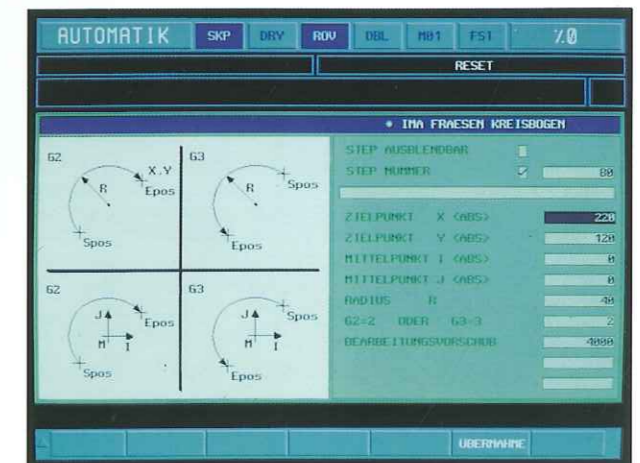 AUTOMATIK SKP DRY ROV DBL M01 FST %0
RESET
IMA FRAESEN KREISBOGEN
G2
X.Y
R
Epos
Spos
G3
R
Spos
Epos
G2
J
Epos
M I
Spos
G3
J
Spos
M I
Epos
STEP AUSBLENDBAR
STEP NUMMER 80
ZIELPUNKT X <ABS> 220
ZIELPUNKT Y <ABS> 120
MITTELPUNKT I <ABS> 0
MITTELPUNKT J <ABS> 0
RADIUS R 40
G2=2 ODER G3=3 2
BEARBEITUNGSVORSCHUB 4000
ÜBERNAHME